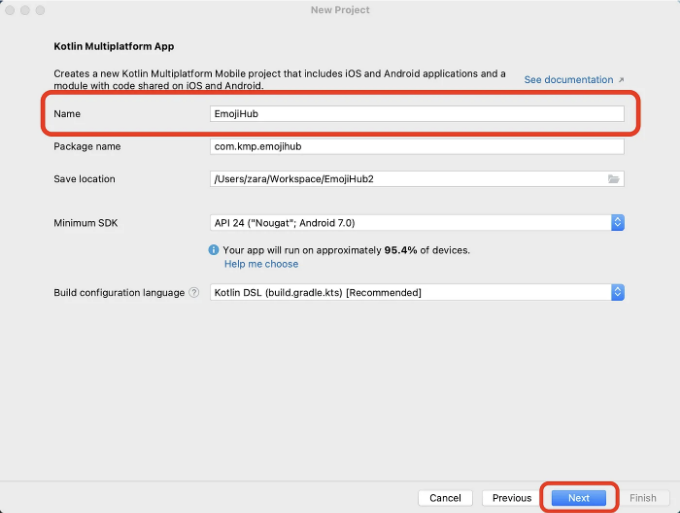 New Project
Kotlin Multiplatform App
Creates a new Kotlin Multiplatform Mobile project that includes iOS and Android applications and a
module with code shared on iOS and Android.
See documentation ↗
Name EmojiHub
Package name com.kmp.emojihub
Save location /Users/zara/Workspace/EmojiHub2
Minimum SDK API 24 ("Nougat"; Android 7.0)
Your app will run on approximately 95.4% of devices.
Help me choose
Build configuration language ? Kotlin DSL (build.gradle.kts) [Recommended]
Cancel Previous Next Finish